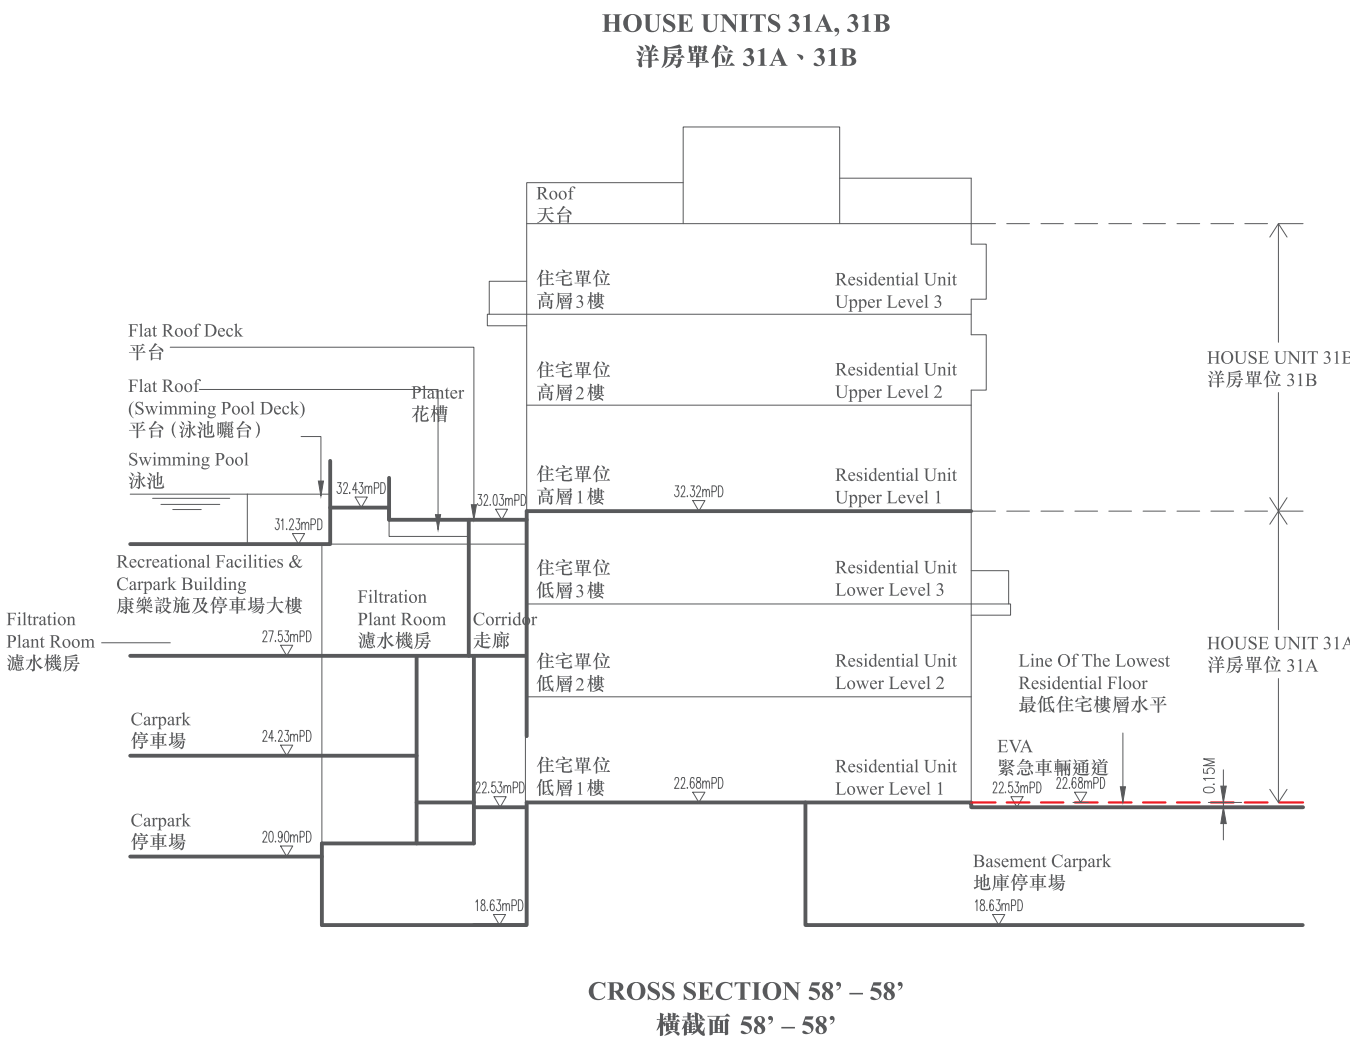 HOUSE UNITS 31A, 31B
洋房單位 31A、31B
Roof
天台
住宅單位
高層3樓
Residential Unit
Upper Level 3
Flat Roof Deck
平台
住宅單位
高層2樓
Residential Unit
Upper Level 2
HOUSE UNIT 31B
洋房單位 31B
Flat Roof
(Swimming Pool Deck)
平台（泳池曬台）
Planter
花槽
Swimming Pool
泳池
住宅單位
高層1樓
Residential Unit
Upper Level 1
32.43mPD
32.03mPD
32.32mPD
31.23mPD
Recreational Facilities &
Carpark Building
康樂設施及停車場大樓
住宅單位
低層3樓
Residential Unit
Lower Level 3
Filtration
Plant Room
濾水機房
Filtration
Plant Room
濾水機房
Corridor
走廊
27.53mPD
住宅單位
低層2樓
Residential Unit
Lower Level 2
HOUSE UNIT 31A
洋房單位 31A
Line Of The Lowest
Residential Floor
最低住宅樓層水平
Carpark
停車場
24.23mPD
住宅單位
低層1樓
Residential Unit
Lower Level 1
EVA
緊急車輛通道
22.53mPD
22.68mPD
22.53mPD
22.68mPD
0.15M
Carpark
停車場
20.90mPD
Basement Carpark
地庫停車場
18.63mPD
18.63mPD
CROSS SECTION 58’ – 58’
橫截面 58’ – 58’